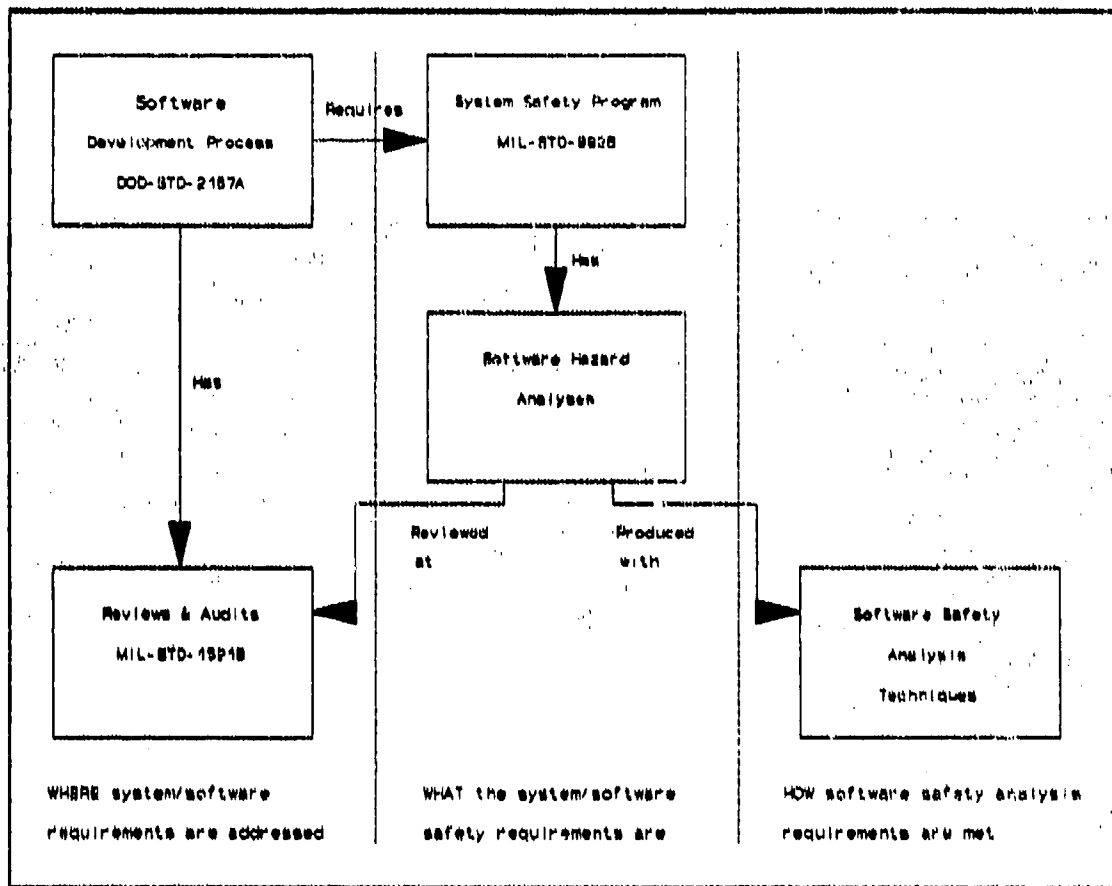 Software
Development Process
DOD-STD-2167A
Requires
System Safety Program
MIL-STD-882B
Has
Has
Software Hazard
Analyses
Reviewed
at
Produced
with
Reviews & Audits
MIL-STD-1521B
Software Safety
Analysis
Techniques
WHERE system/software
requirements are addressed
WHAT the system/software
safety requirements are
HOW software safety analysis
requirements are met